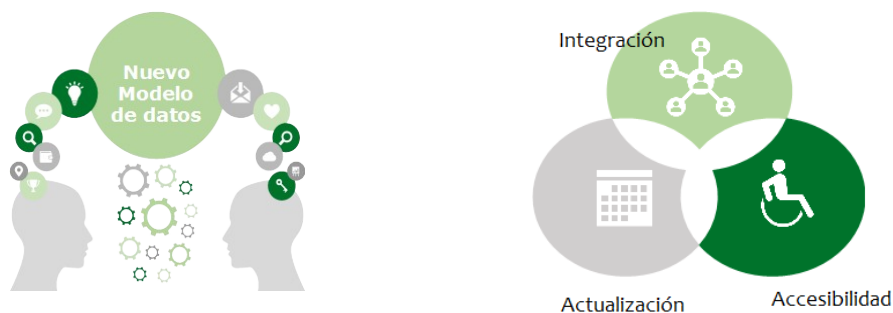 Nuevo
Modelo
de datos
Integración
Actualización
Accesibilidad